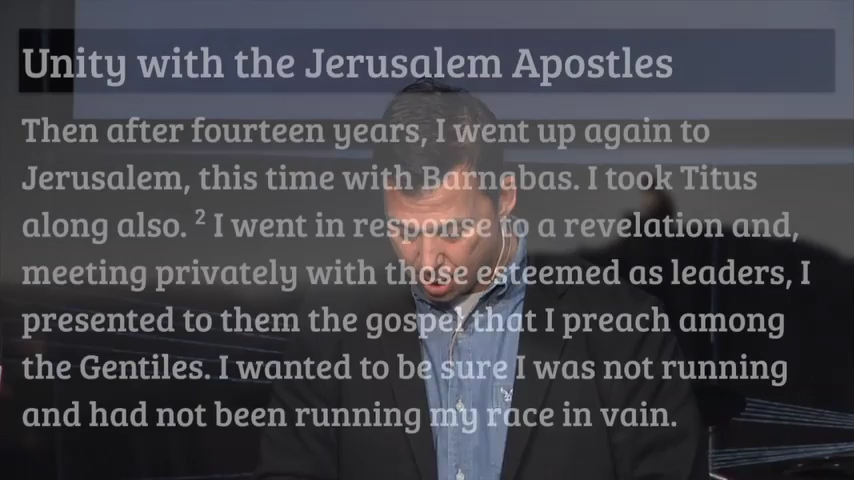 Unity with the Jerusalem Apostles
Then after fourteen years, I went up again to
Jerusalem, this time with Barnabas. I took Titus
along also. 2 I went in response to a revelation and,
meeting privately with those esteemed as leaders, I
presented to them the gospel that I preach among
the Gentiles. I wanted to be sure I was not running
and had not been running my race in vain.